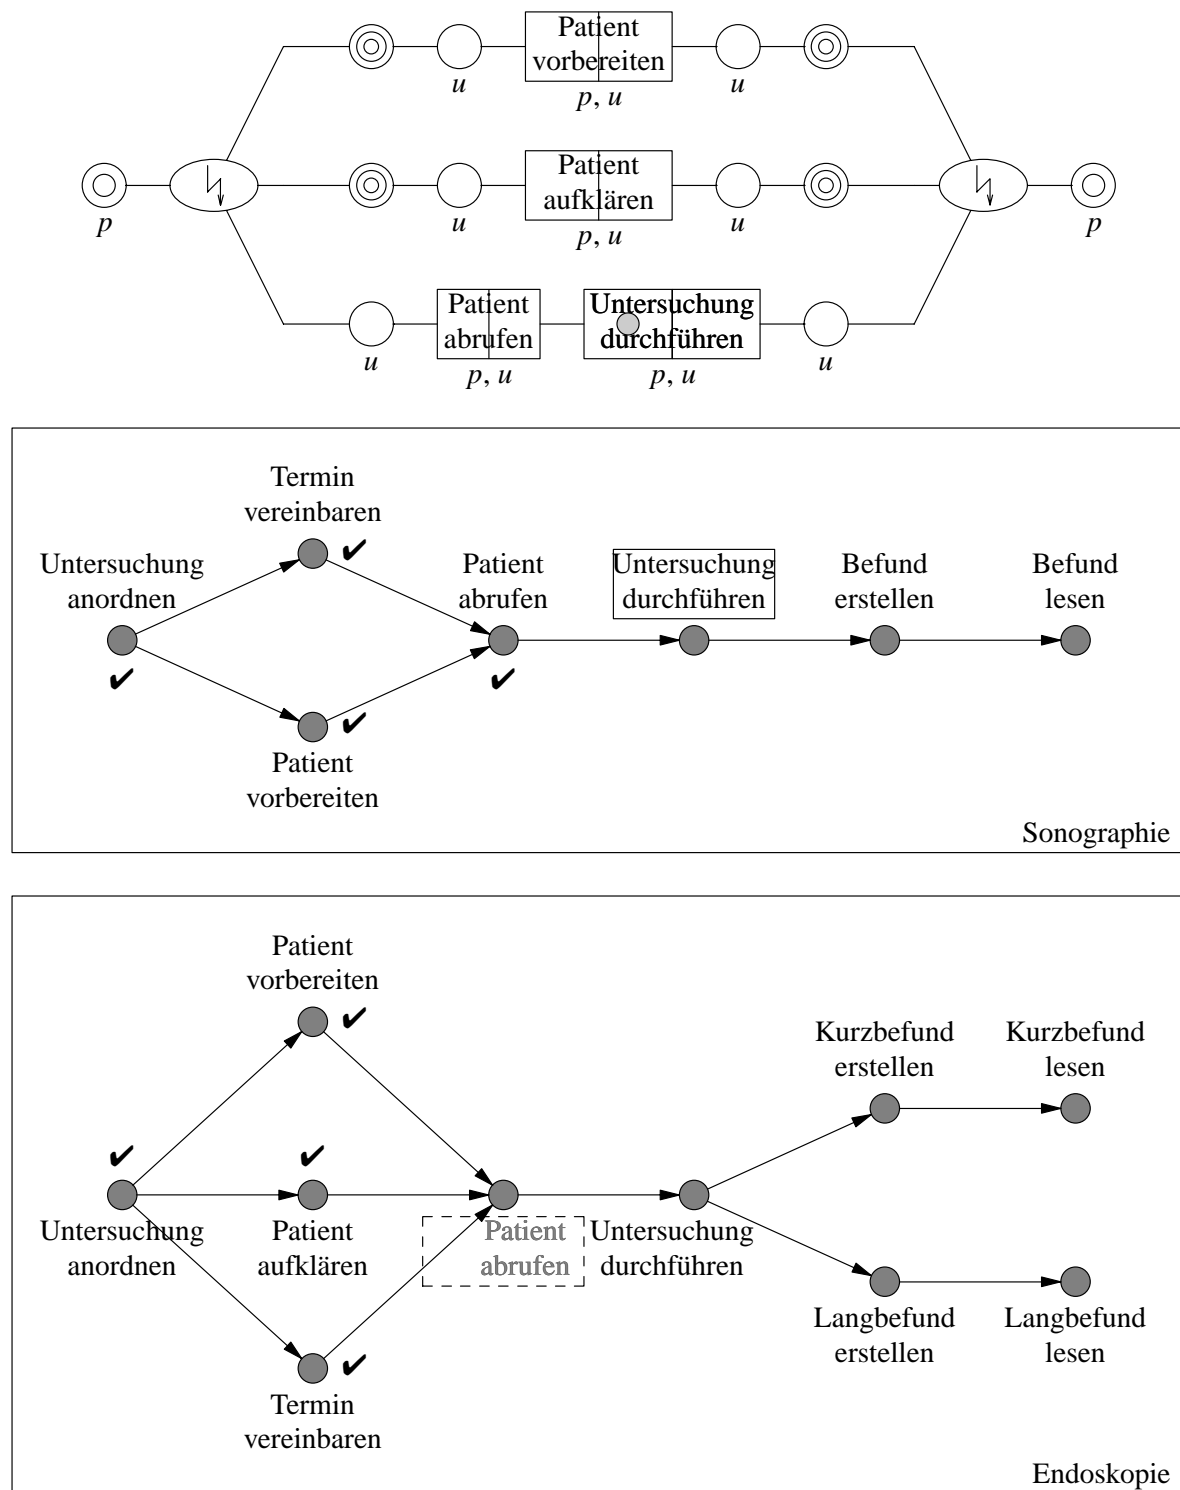 Patient
vorbereiten
u
p, u
u
Patient
aufklären
p
u
p, u
u
p
Patient
abrufen
Untersuchung
durchführen
u
p, u
p, u
u
Termin
vereinbaren
Untersuchung
anordnen
Patient
abrufen
Untersuchung
durchführen
Befund
erstellen
Befund
lesen
Patient
vorbereiten
Sonographie
Patient
vorbereiten
Kurzbefund
erstellen
Kurzbefund
lesen
Untersuchung
anordnen
Patient
aufklären
Patient
abrufen
Untersuchung
durchführen
Langbefund
erstellen
Langbefund
lesen
Termin
vereinbaren
Endoskopie